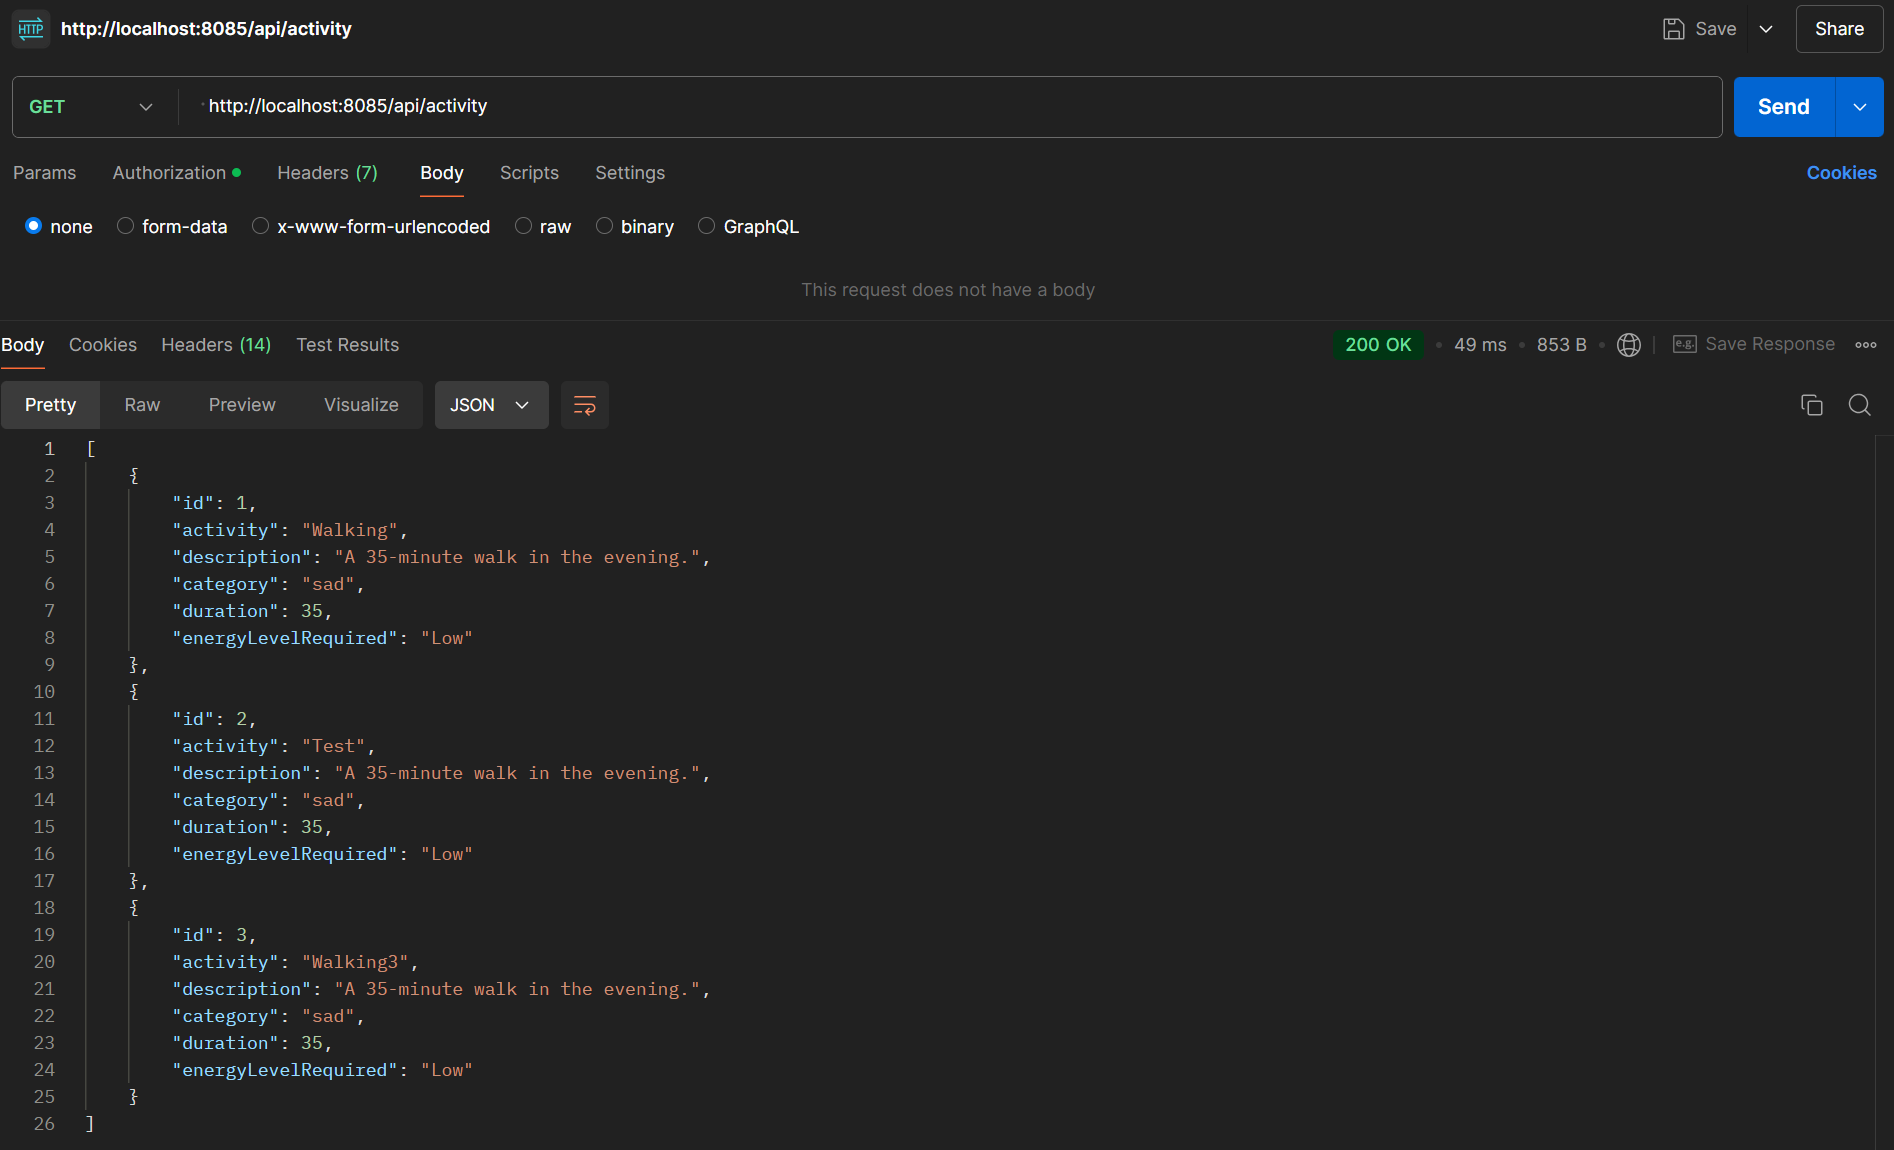 HTTP http://localhost:8085/api/activity Save Share
GET http://localhost:8085/api/activity Send
Params Authorization Headers (7) Body Scripts Settings Cookies
none form-data x-www-form-urlencoded raw binary GraphQL
This request does not have a body
Body Cookies Headers (14) Test Results 200 OK • 49 ms • 853 B • e.g. Save Response
Pretty Raw Preview Visualize JSON
1 [
2 {
3 "id": 1,
4 "activity": "Walking",
5 "description": "A 35-minute walk in the evening.",
6 "category": "sad",
7 "duration": 35,
8 "energyLevelRequired": "Low"
9 },
10 {
11 "id": 2,
12 "activity": "Test",
13 "description": "A 35-minute walk in the evening.",
14 "category": "sad",
15 "duration": 35,
16 "energyLevelRequired": "Low"
17 },
18 {
19 "id": 3,
20 "activity": "Walking3",
21 "description": "A 35-minute walk in the evening.",
22 "category": "sad",
23 "duration": 35,
24 "energyLevelRequired": "Low"
25 }
26 ]